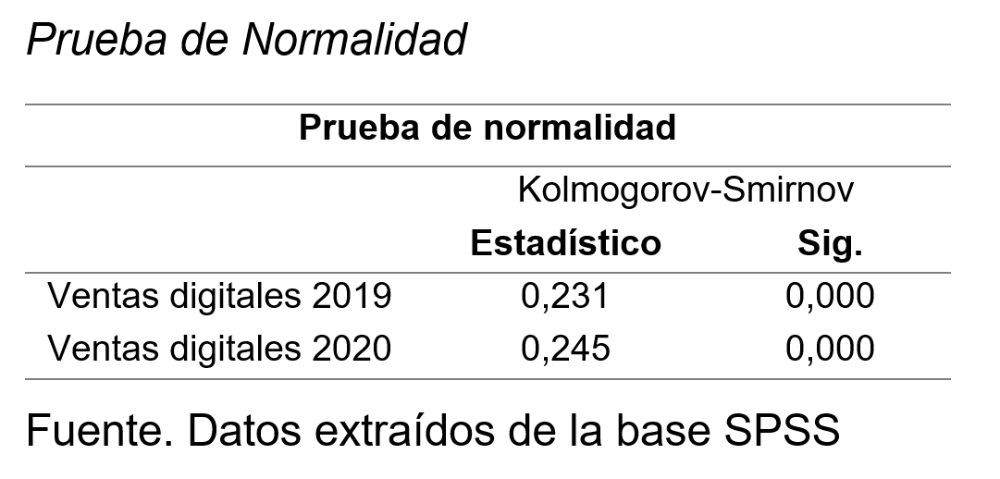 Prueba de Normalidad
Prueba de normalidad
Kolmogorov-Smirnov
Estadístico Sig.
Ventas digitales 2019 0,231 0,000
Ventas digitales 2020 0,245 0,000
Fuente. Datos extraídos de la base SPSS